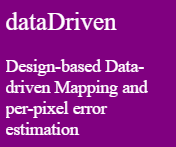 dataDriven
Design-based Data-
driven Mapping and
per-pixel error
estimation